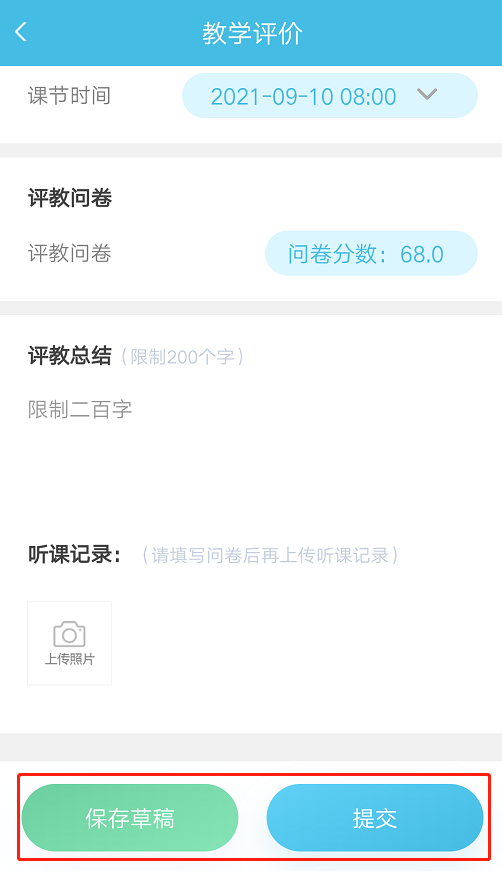 教学评价
课节时间 2021-09-10 08:00
评教问卷
评教问卷 问卷分数：68.0
评教总结（限制200个字）
限制二百字
听课记录：（请填写问卷后再上传听课记录）
上传照片
保存草稿 提交